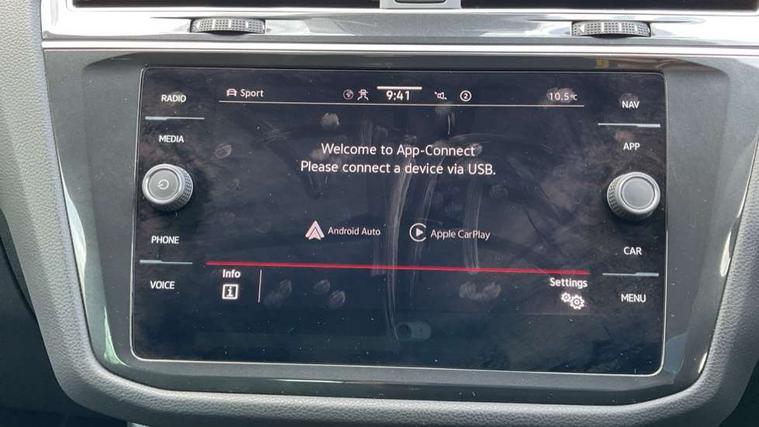 RADIO
MEDIA
PHONE
VOICE
Sport
9:41
2
10.5°C
Welcome to App-Connect
Please connect a device via USB.
Android Auto
Apple CarPlay
Info
Settings
NAV
APP
CAR
MENU